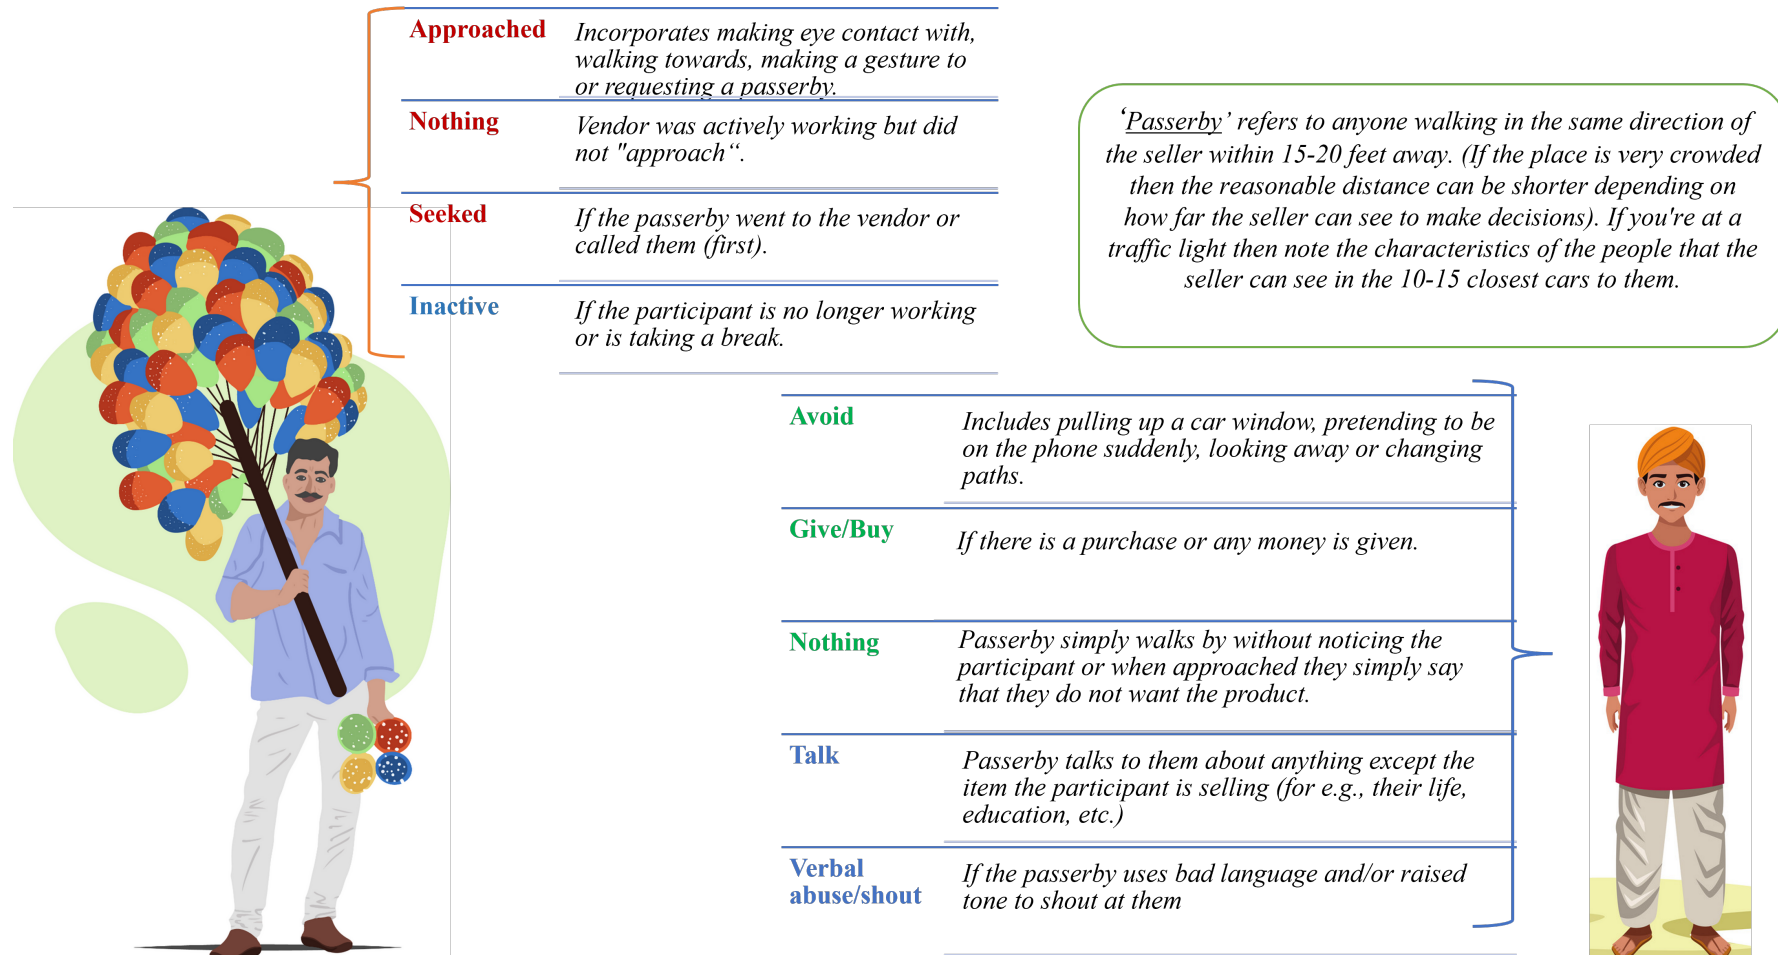 Approached
Incorporates making eye contact with,
walking towards, making a gesture to
or requesting a passerby.
Nothing
Vendor was actively working but did
not "approach“.
Seeked
If the passerby went to the vendor or
called them (first).
Inactive
If the participant is no longer working
or is taking a break.
‘Passerby’ refers to anyone walking in the same direction of
the seller within 15-20 feet away. (If the place is very crowded
then the reasonable distance can be shorter depending on
how far the seller can see to make decisions). If you're at a
traffic light then note the characteristics of the people that the
seller can see in the 10-15 closest cars to them.
Avoid
Includes pulling up a car window, pretending to be
on the phone suddenly, looking away or changing
paths.
Give/Buy
If there is a purchase or any money is given.
Nothing
Passerby simply walks by without noticing the
participant or when approached they simply say
that they do not want the product.
Talk
Passerby talks to them about anything except the
item the participant is selling (for e.g., their life,
education, etc.)
Verbal
abuse/shout
If the passerby uses bad language and/or raised
tone to shout at them